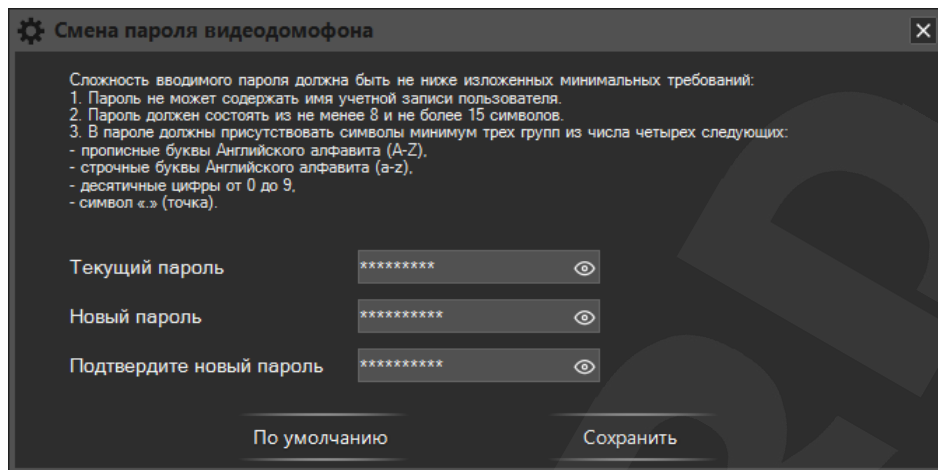 Смена пароля видеодомофона
Сложность вводимого пароля должна быть не ниже изложенных минимальных требований:
1. Пароль не может содержать имя учетной записи пользователя.
2. Пароль должен состоять из не менее 8 и не более 15 символов.
3. В пароле должны присутствовать символы минимум трех групп из числа четырех следующих:
- прописные буквы Английского алфавита (A-Z),
- строчные буквы Английского алфавита (a-z),
- десятичные цифры от 0 до 9,
- символ «.» (точка).
Текущий пароль *********
Новый пароль **********
Подтвердите новый пароль **********
По умолчанию Сохранить